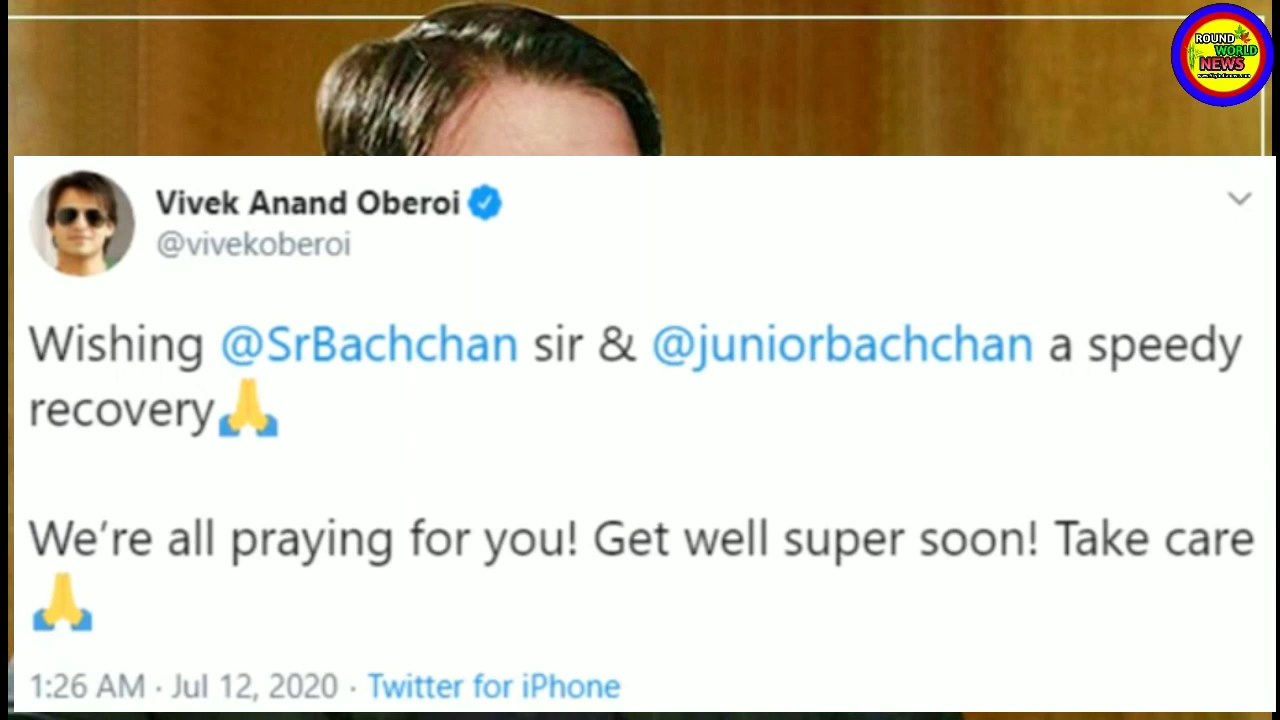 ROUND
WORLD
NEWS
Vivek Anand Oberoi
@vivekoberoi
Wishing @SrBachchan sir & @juniorbachchan a speedy
recovery🙏
We’re all praying for you! Get well super soon! Take care
🙏
1:26 AM · Jul 12, 2020 · Twitter for iPhone